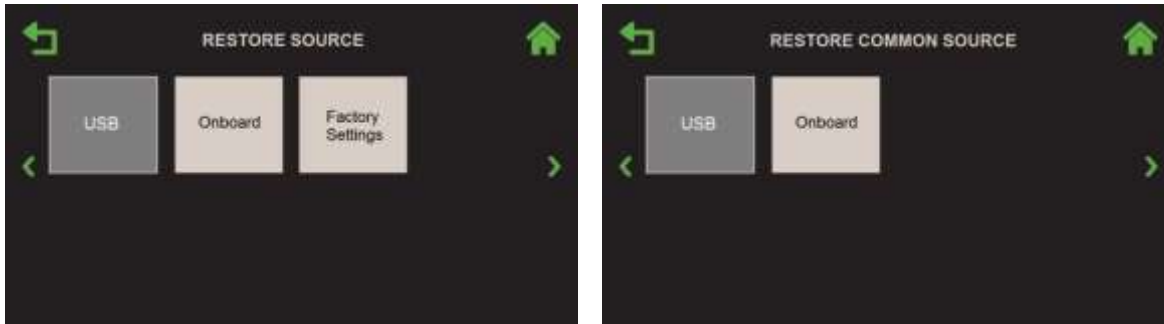 RESTORE SOURCE
USB
Onboard
Factory
Settings
RESTORE COMMON SOURCE
USB
Onboard